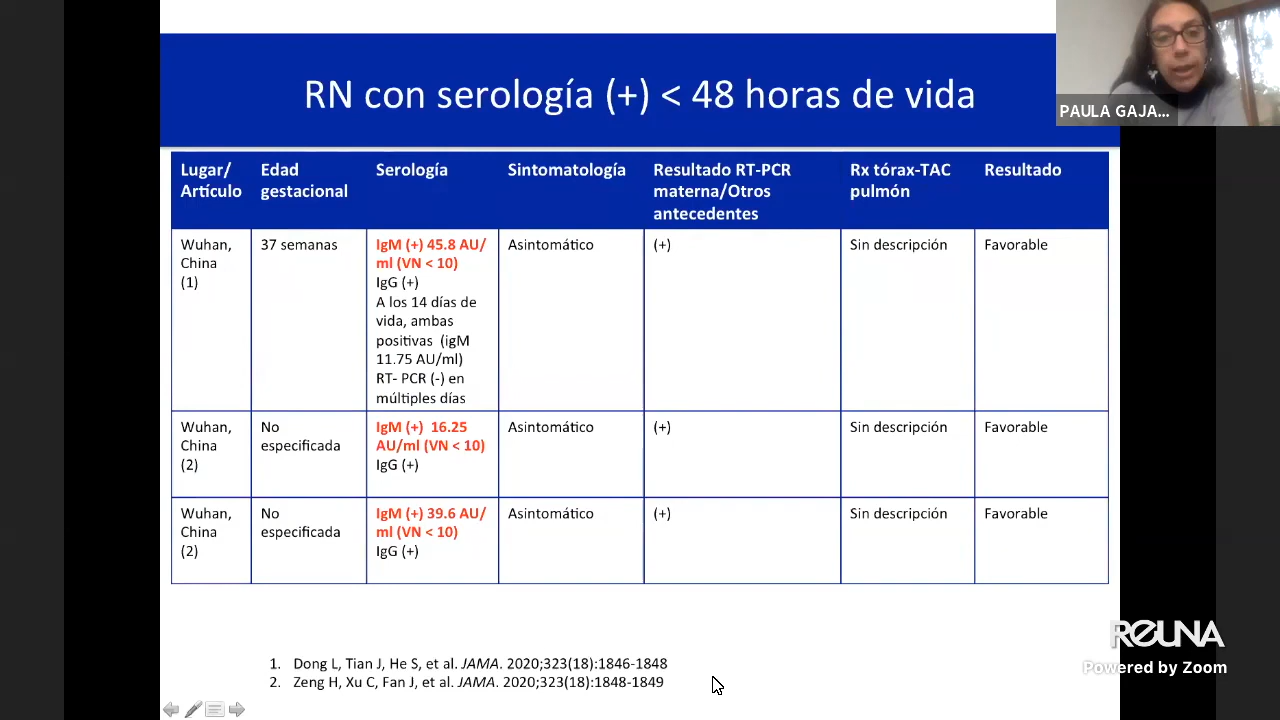 RN con serología (+) < 48 horas de vida
PAULA GAJA...
Lugar/
Artículo
Edad
gestacional
Serología
Sintomatología
Resultado RT-PCR
materna/Otros
antecedentes
Rx tórax-TAC
pulmón
Resultado
Wuhan,
China
(1)
37 semanas
IgM (+) 45.8 AU/
ml (VN < 10)
IgG (+)
A los 14 días de
vida, ambas
positivas (igM
11.75 AU/ml)
RT- PCR (-) en
múltiples días
Asintomático
(+)
Sin descripción
Favorable
Wuhan,
China
(2)
No
especificada
IgM (+) 16.25
AU/ml (VN < 10)
IgG (+)
Asintomático
(+)
Sin descripción
Favorable
Wuhan,
China
(2)
No
especificada
IgM (+) 39.6 AU/
ml (VN < 10)
IgG (+)
Asintomático
(+)
Sin descripción
Favorable
1. Dong L, Tian J, He S, et al. JAMA. 2020;323(18):1846-1848
2. Zeng H, Xu C, Fan J, et al. JAMA. 2020;323(18):1848-1849
REUNA
Powered by Zoom